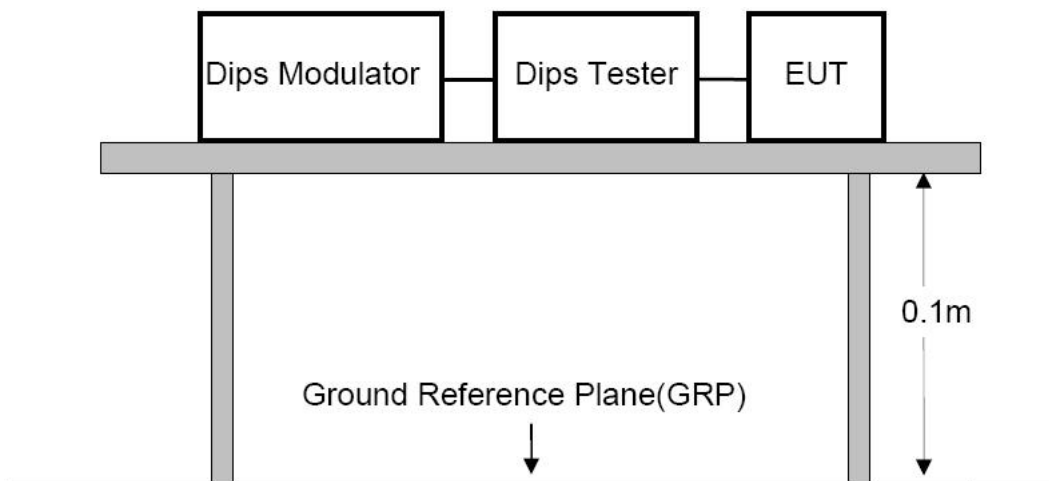 Dips Modulator
Dips Tester
EUT
0.1m
Ground Reference Plane(GRP)